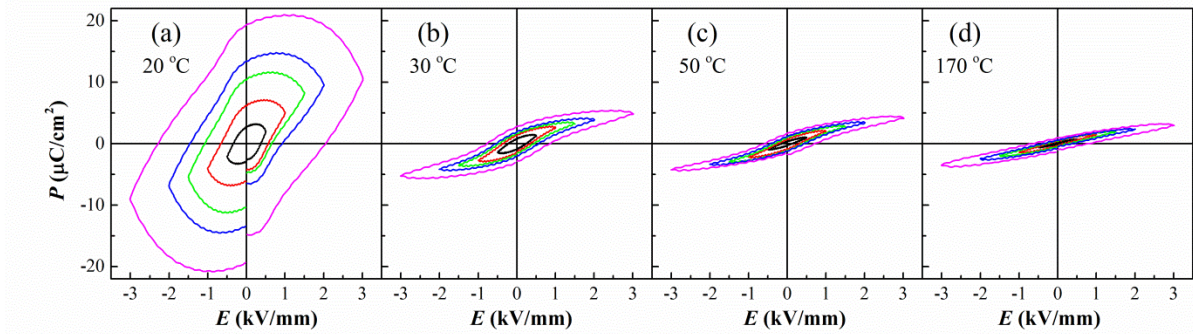 (a) (b) (c) (d)
20 °C 30 °C 50 °C 170 °C
P (μC/cm²)
20
10
0
-10
-20
-3 -2 -1 0 1 2 3 -3 -2 -1 0 1 2 3 -3 -2 -1 0 1 2 3 -3 -2 -1 0 1 2 3
E (kV/mm) E (kV/mm) E (kV/mm) E (kV/mm)